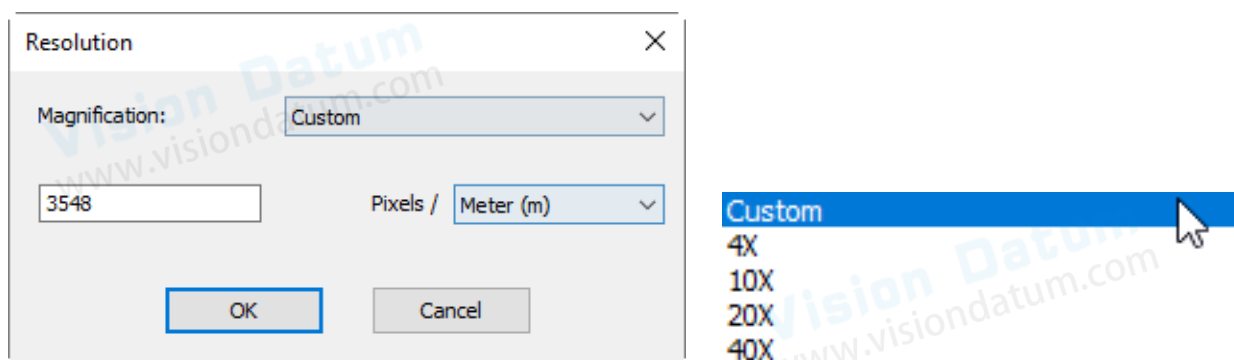 Resolution
Magnification:
Custom
3548
Pixels /
Meter (m)
OK
Cancel
Vision Datum
www.visiondatum.com
Custom
4X
10X
20X
40X
Vision Datum
www.visiondatum.com